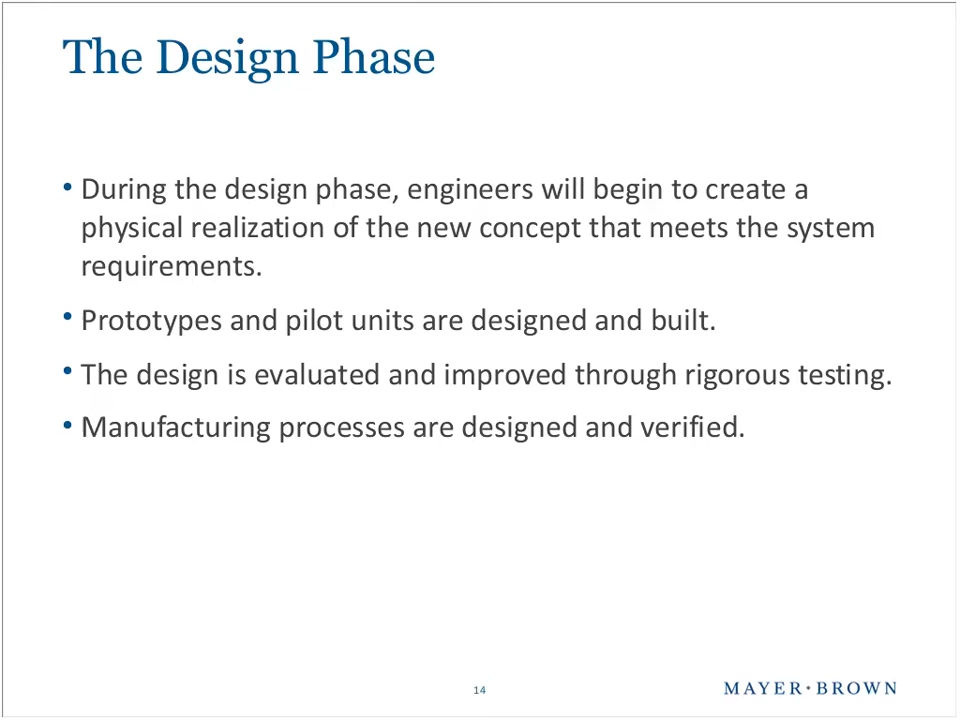 The Design Phase
• During the design phase, engineers will begin to create a
physical realization of the new concept that meets the system
requirements.
• Prototypes and pilot units are designed and built.
• The design is evaluated and improved through rigorous testing.
• Manufacturing processes are designed and verified.
14
MAYER • BROWN